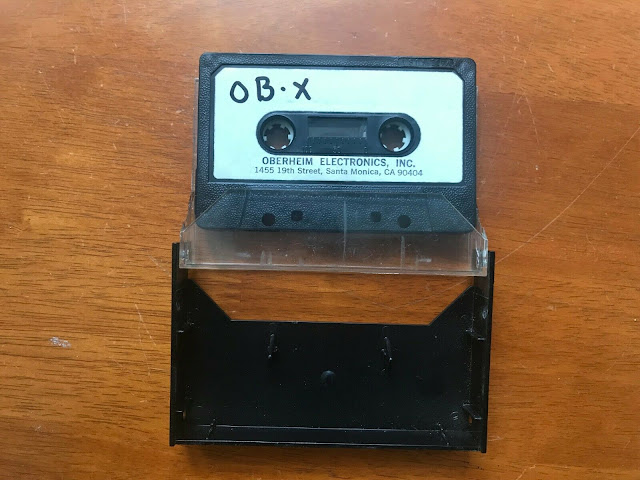 OB·X
OBERHEIM ELECTRONICS, INC.
1455 19th Street, Santa Monica, CA 90404